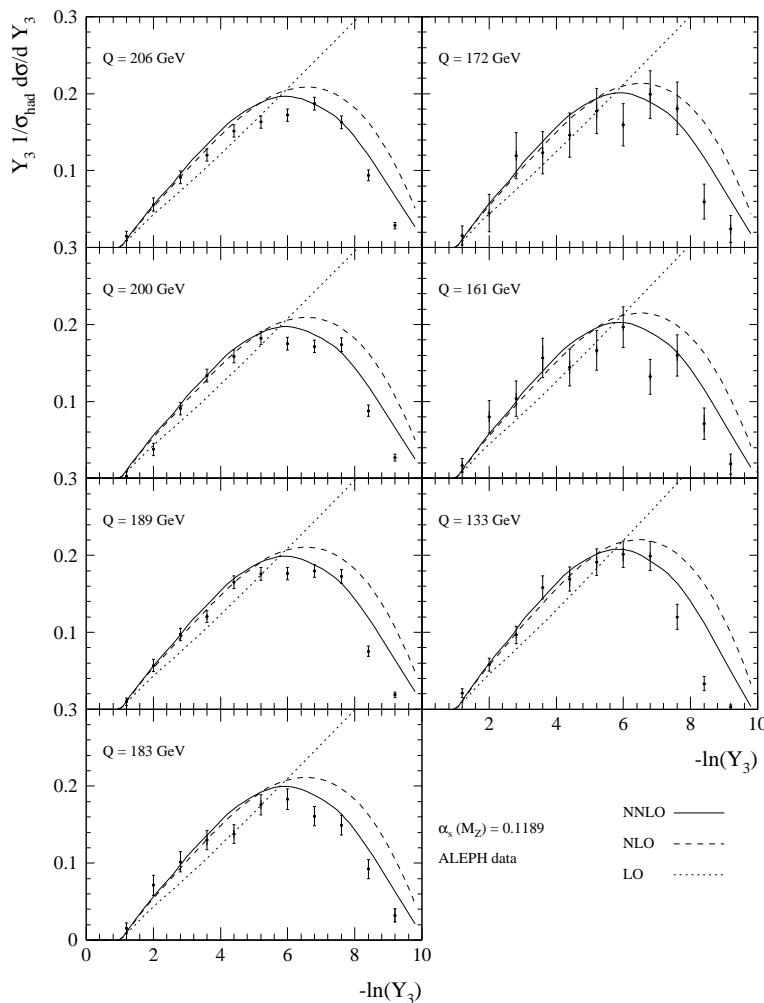 Y₃ 1/σ_had dσ/d Y₃
Q = 206 GeV
Q = 172 GeV
0.3
0.2
0.1
0.3
Q = 200 GeV
Q = 161 GeV
0.2
0.1
0.3
Q = 189 GeV
Q = 133 GeV
0.2
0.1
0.3
2 4 6 8 10
-ln(Y₃)
Q = 183 GeV
0.2
0.1
0
0 2 4 6 8 10
-ln(Y₃)
α_s (M_Z) = 0.1189
ALEPH data
NNLO
NLO
LO